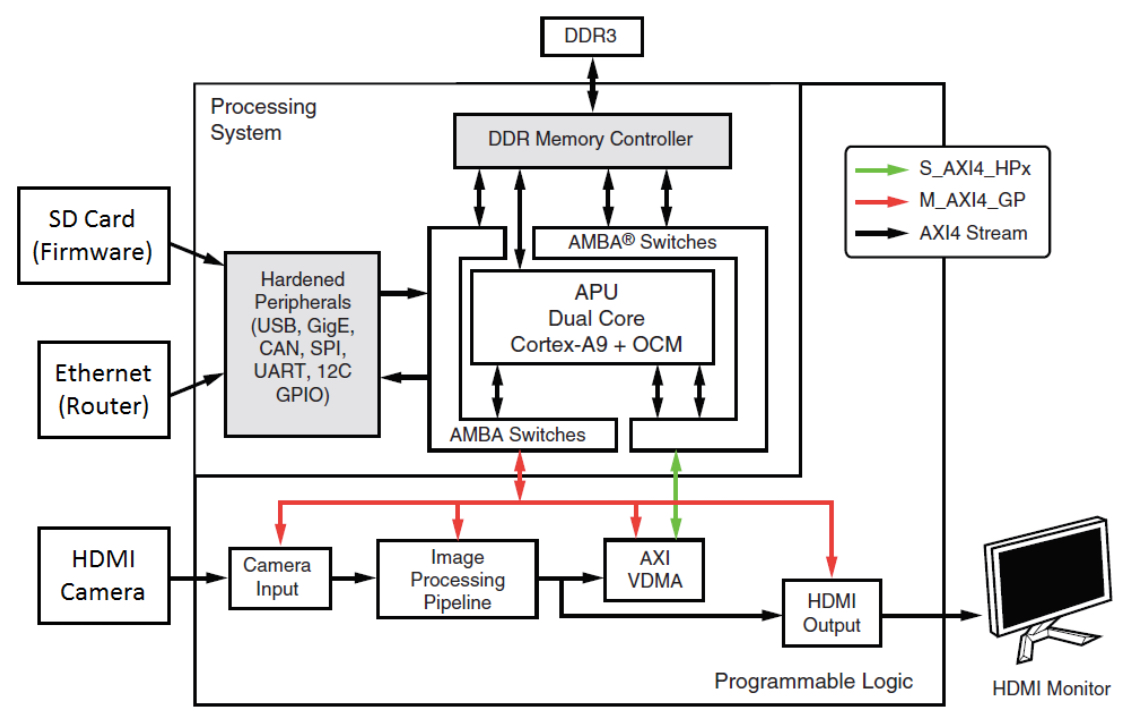 DDR3
Processing
System
DDR Memory Controller
S_AXI4_HPx
M_AXI4_GP
AXI4 Stream
SD Card
(Firmware)
AMBA® Switches
Hardened
Peripherals
(USB, GigE,
CAN, SPI,
UART, 12C
GPIO)
APU
Dual Core
Cortex-A9 + OCM
Ethernet
(Router)
AMBA Switches
HDMI
Camera
Camera
Input
Image
Processing
Pipeline
AXI
VDMA
HDMI
Output
Programmable Logic
HDMI Monitor